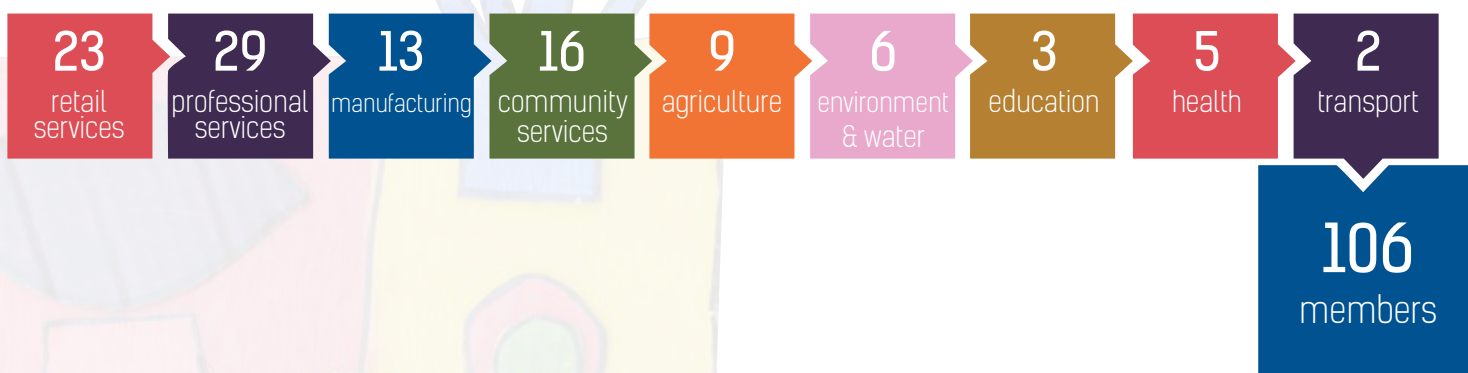 23
retail
services
29
professional
services
13
manufacturing
16
community
services
9
agriculture
6
environment
& water
3
education
5
health
2
transport
106
members